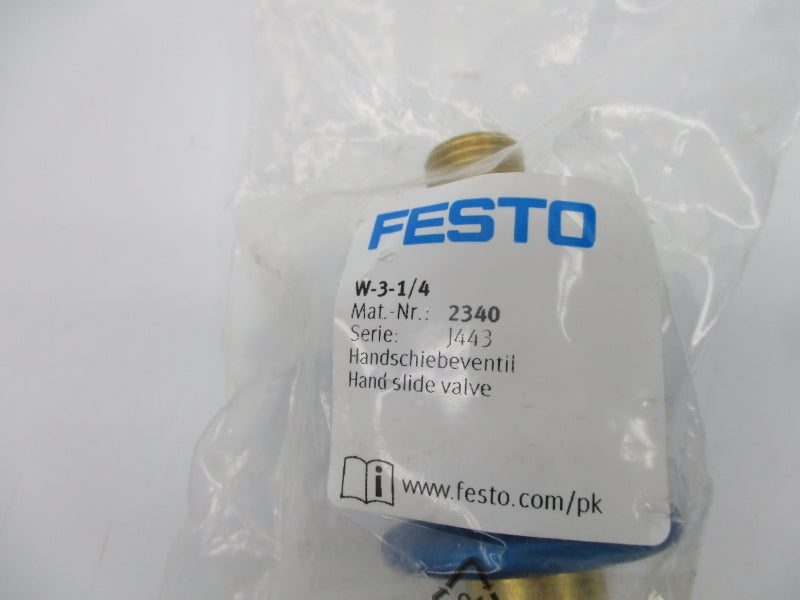 FESTO
W-3-1/4
Mat.-Nr.: 2340
Serie: J443
Handschiebeventil
Hand slide valve
i www.festo.com/pk